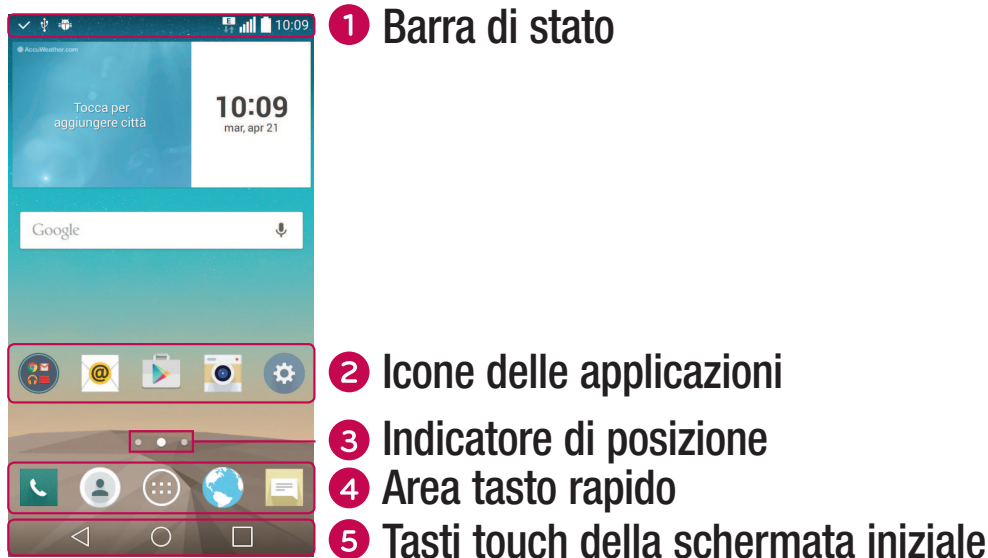 E 10:09
1 Barra di stato
AccuWeather.com
Tocca per
aggiungere città
10:09
mar, apr 21
Google
@
2 Icone delle applicazioni
3 Indicatore di posizione
4 Area tasto rapido
5 Tasti touch della schermata iniziale